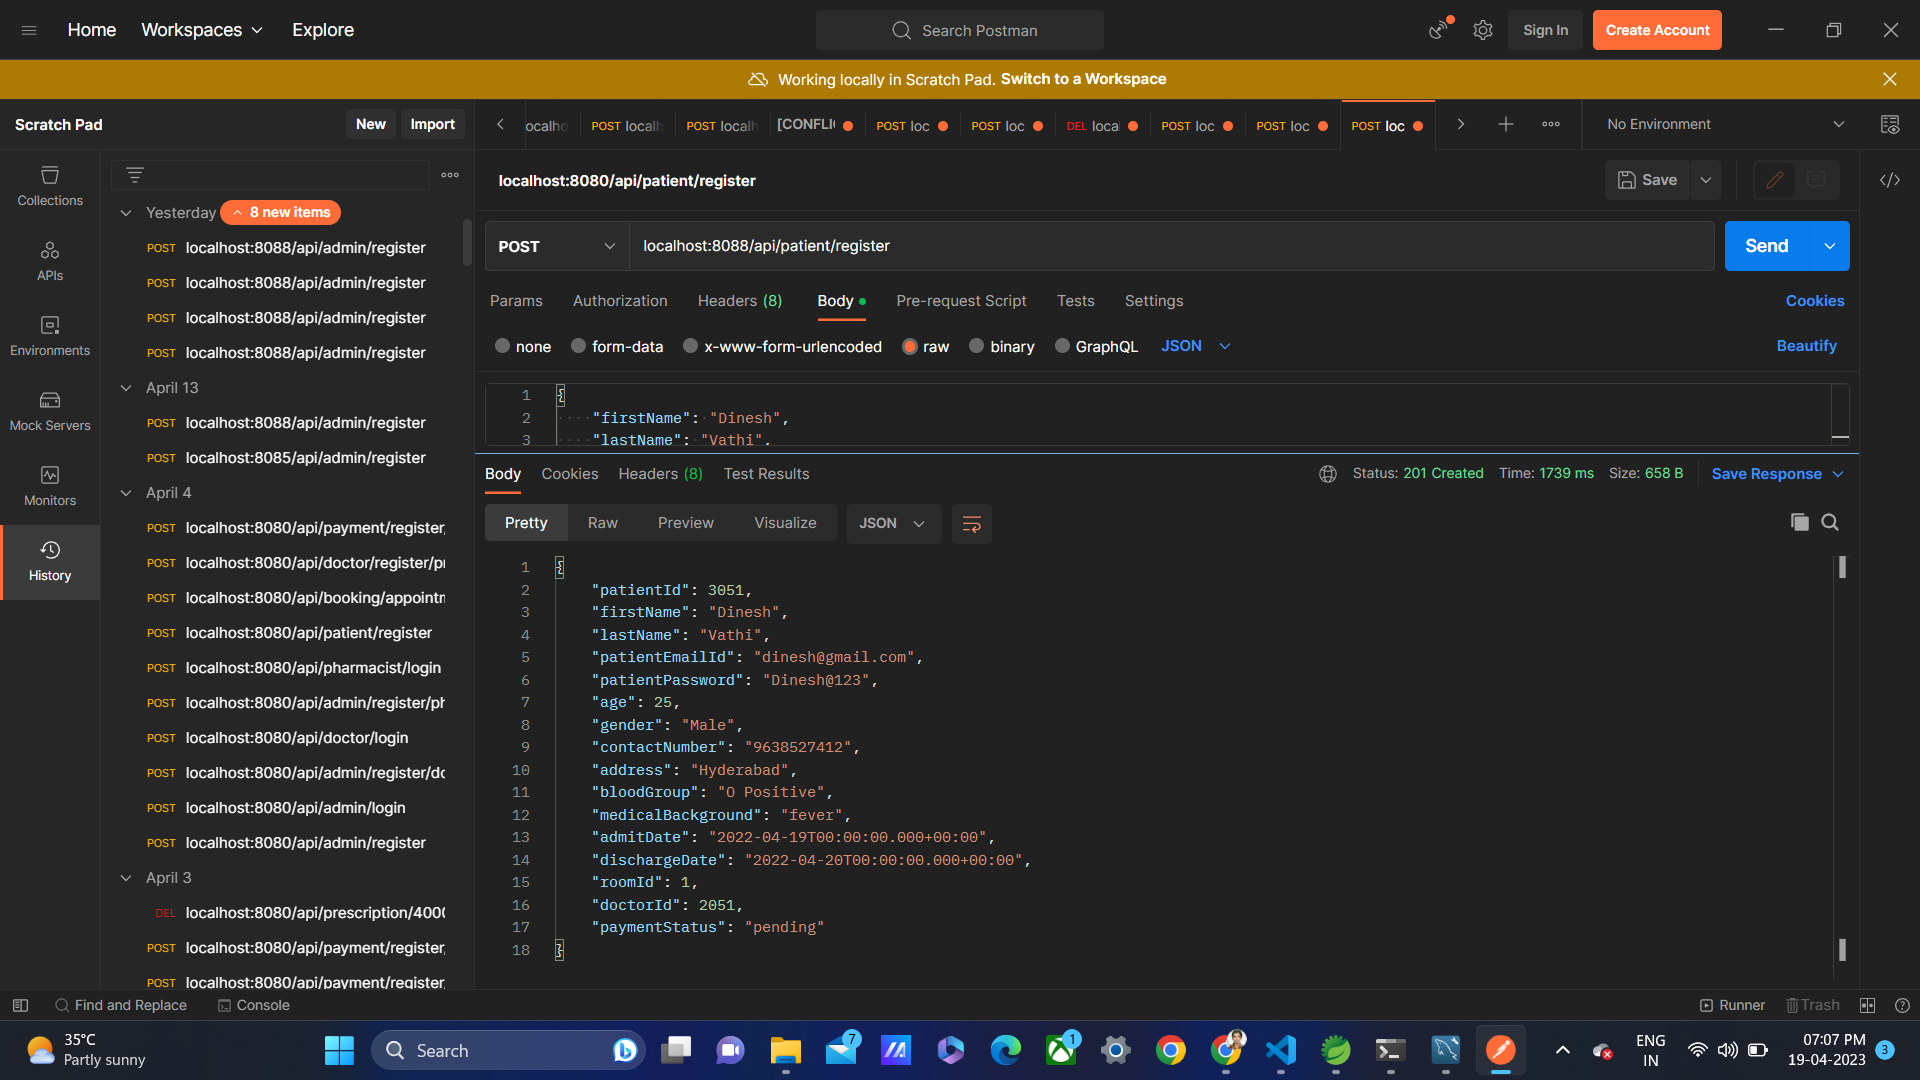 Home Workspaces Explore Search Postman Sign In Create Account
Working locally in Scratch Pad. Switch to a Workspace
Scratch Pad New Import
ocalho POST localh POST localh [CONFLIC POST loc POST loc DEL local POST loc POST loc POST loc No Environment
localhost:8080/api/patient/register Save
POST localhost:8088/api/patient/register Send
Params Authorization Headers (8) Body Pre-request Script Tests Settings Cookies
none form-data x-www-form-urlencoded raw binary GraphQL JSON Beautify
1 {
2 "firstName": "Dinesh",
3 "lastName": "Vathi",
Collections
APIs
Environments
Mock Servers
Monitors
History
Yesterday 8 new items
POST localhost:8088/api/admin/register
POST localhost:8088/api/admin/register
POST localhost:8088/api/admin/register
POST localhost:8088/api/admin/register
April 13
POST localhost:8088/api/admin/register
POST localhost:8085/api/admin/register
April 4
POST localhost:8080/api/payment/register,
POST localhost:8080/api/doctor/register/pr
POST localhost:8080/api/booking/appointm
POST localhost:8080/api/patient/register
POST localhost:8080/api/pharmacist/login
POST localhost:8080/api/admin/register/ph
POST localhost:8080/api/doctor/login
POST localhost:8080/api/admin/register/do
POST localhost:8080/api/admin/login
POST localhost:8080/api/admin/register
April 3
DEL localhost:8080/api/prescription/4000
POST localhost:8080/api/payment/register,
POST localhost:8080/api/payment/register,
Body Cookies Headers (8) Test Results Status: 201 Created Time: 1739 ms Size: 658 B Save Response
Pretty Raw Preview Visualize JSON
1 {
2 "patientId": 3051,
3 "firstName": "Dinesh",
4 "lastName": "Vathi",
5 "patientEmailId": "dinesh@gmail.com",
6 "patientPassword": "Dinesh@123",
7 "age": 25,
8 "gender": "Male",
9 "contactNumber": "9638527412",
10 "address": "Hyderabad",
11 "bloodGroup": "O Positive",
12 "medicalBackground": "fever",
13 "admitDate": "2022-04-19T00:00:00.000+00:00",
14 "dischargeDate": "2022-04-20T00:00:00.000+00:00",
15 "roomId": 1,
16 "doctorId": 2051,
17 "paymentStatus": "pending"
18 }
Find and Replace Console Runner Trash
35°C
Partly sunny
Search
7
1
ENG
IN
07:07 PM
19-04-2023
3